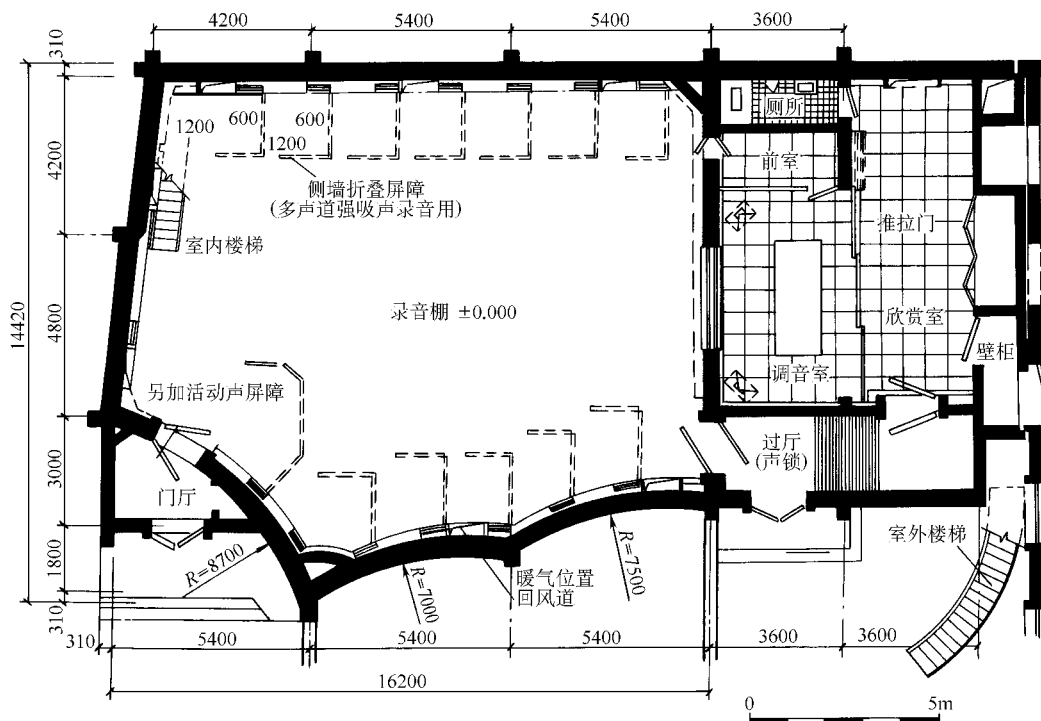 4200
5400
5400
3600
310
厕所
1200
600
600
1200
前室
4200
侧墙折叠屏障
(多声道强吸声录音用)
推拉门
室内楼梯
14420
4800
录音棚 ±0.000
欣赏室
壁柜
调音室
另加活动声屏障
过厅
(声锁)
3000
门厅
室外楼梯
1800
R=8700
R=7000
R=7500
暖气位置
回风道
310
310
5400
5400
5400
3600
3600
16200
0
5m